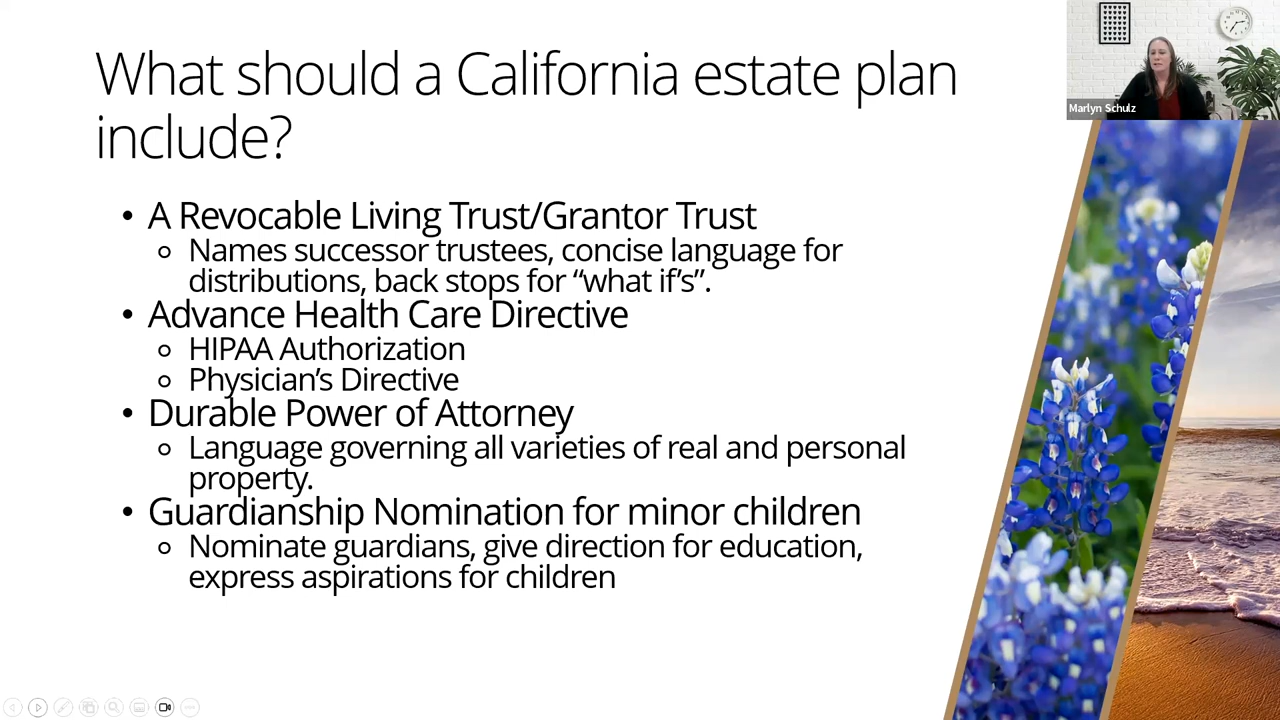 What should a California estate plan
include?
Marlyn Schulz
• A Revocable Living Trust/Grantor Trust
o Names successor trustees, concise language for
distributions, back stops for “what if’s”.
• Advance Health Care Directive
o HIPAA Authorization
o Physician’s Directive
• Durable Power of Attorney
o Language governing all varieties of real and personal
property.
• Guardianship Nomination for minor children
o Nominate guardians, give direction for education,
express aspirations for children